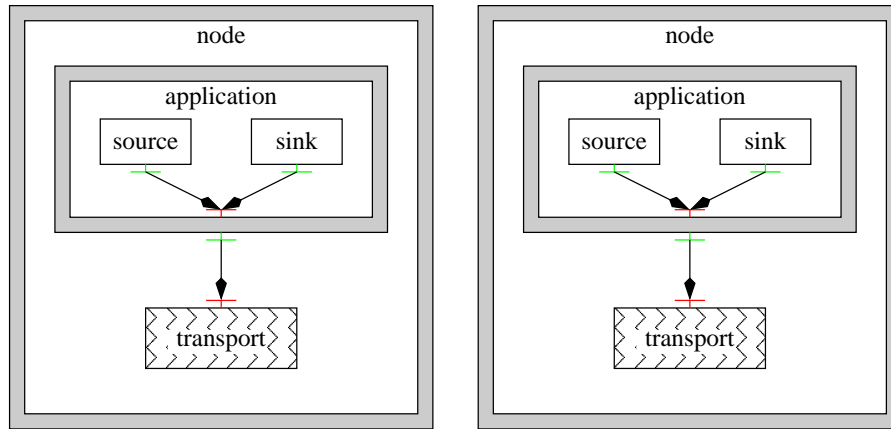 node
application
source sink
transport
node
application
source sink
transport